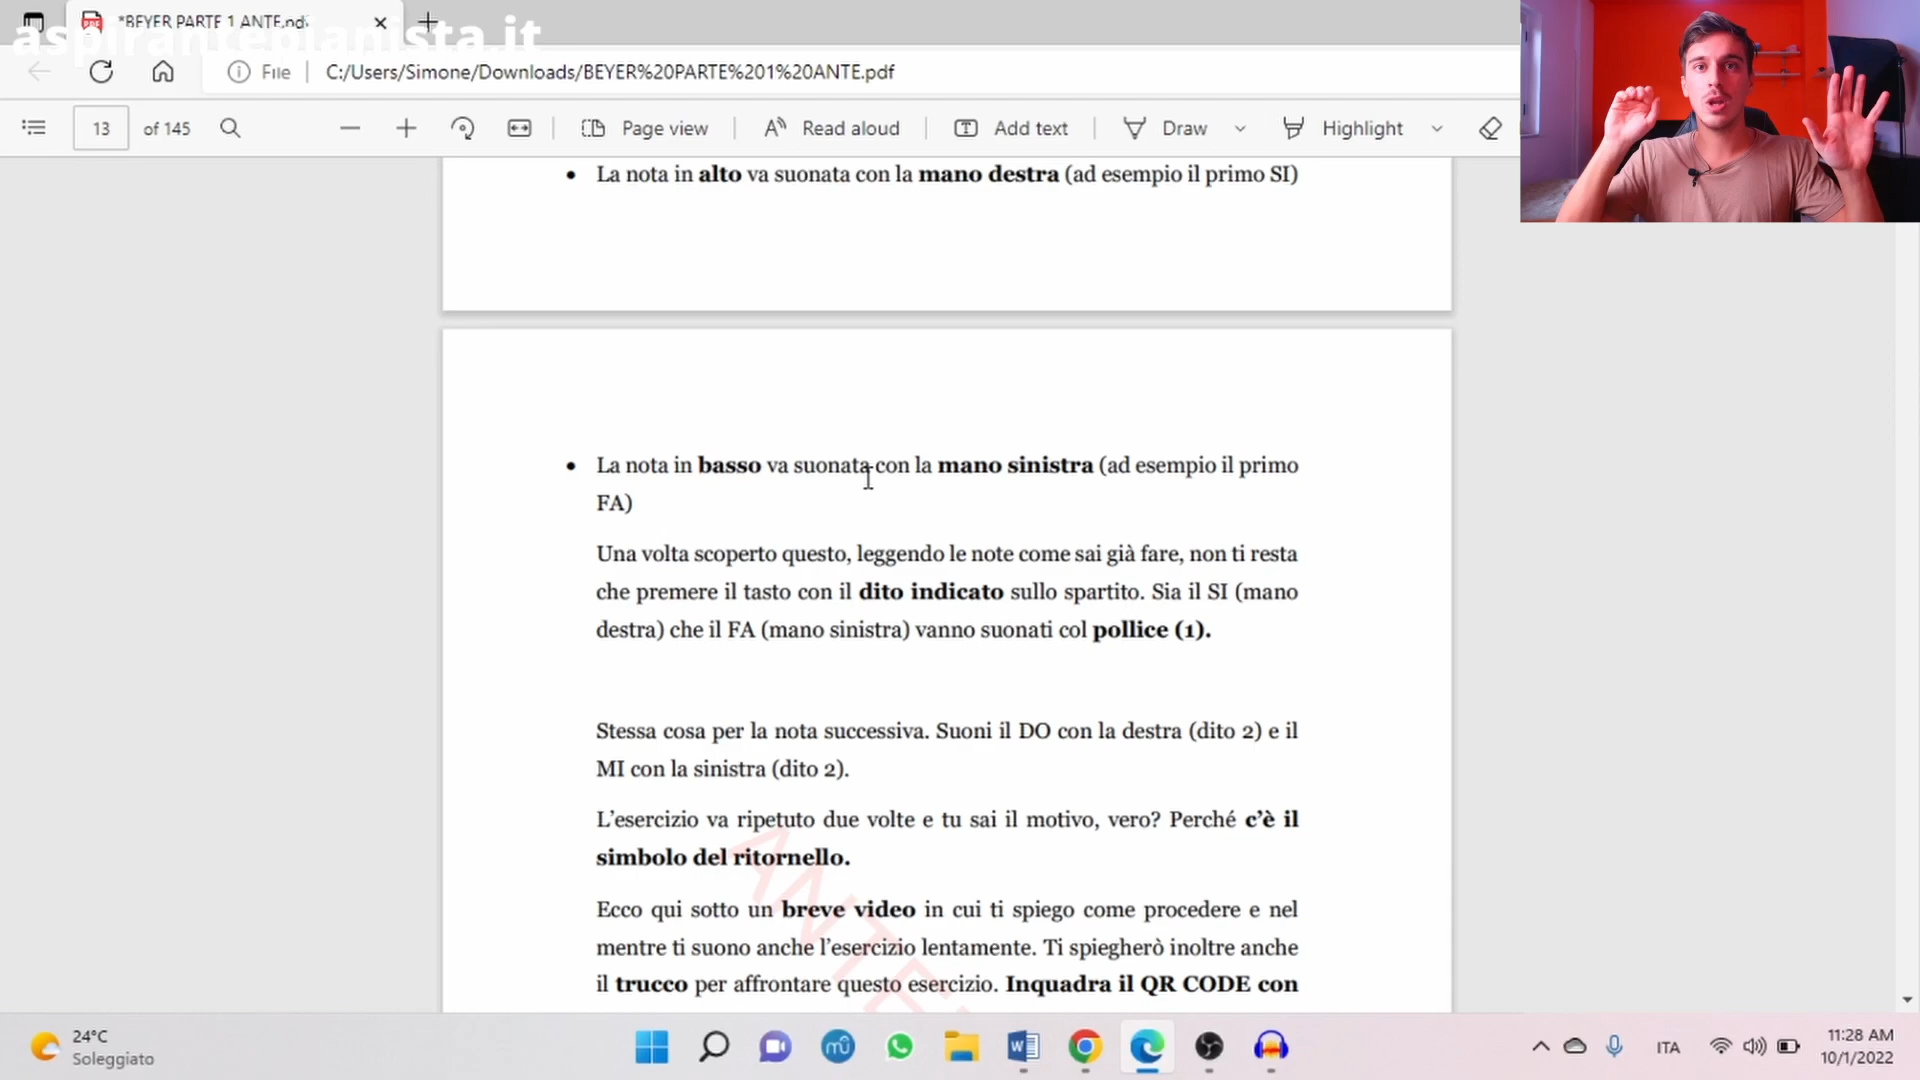 *BEYER PARTE 1 ANTE.pdf
aspirantepianista.it
File
C:/Users/Simone/Downloads/BEYER%20PARTE%201%20ANTE.pdf
13 of 145
Page view
Read aloud
Add text
Draw
Highlight
• La nota in alto va suonata con la mano destra (ad esempio il primo SI)
• La nota in basso va suonata con la mano sinistra (ad esempio il primo
FA)
Una volta scoperto questo, leggendo le note come sai già fare, non ti resta
che premere il tasto con il dito indicato sullo spartito. Sia il SI (mano
destra) che il FA (mano sinistra) vanno suonati col pollice (1).
Stessa cosa per la nota successiva. Suoni il DO con la destra (dito 2) e il
MI con la sinistra (dito 2).
L’esercizio va ripetuto due volte e tu sai il motivo, vero? Perché c’è il
simbolo del ritornello.
Ecco qui sotto un breve video in cui ti spiego come procedere e nel
mentre ti suono anche l’esercizio lentamente. Ti spiegherò inoltre anche
il trucco per affrontare questo esercizio. Inquadra il QR CODE con
24°C
Soleggiato
ITA
11:28 AM
10/1/2022